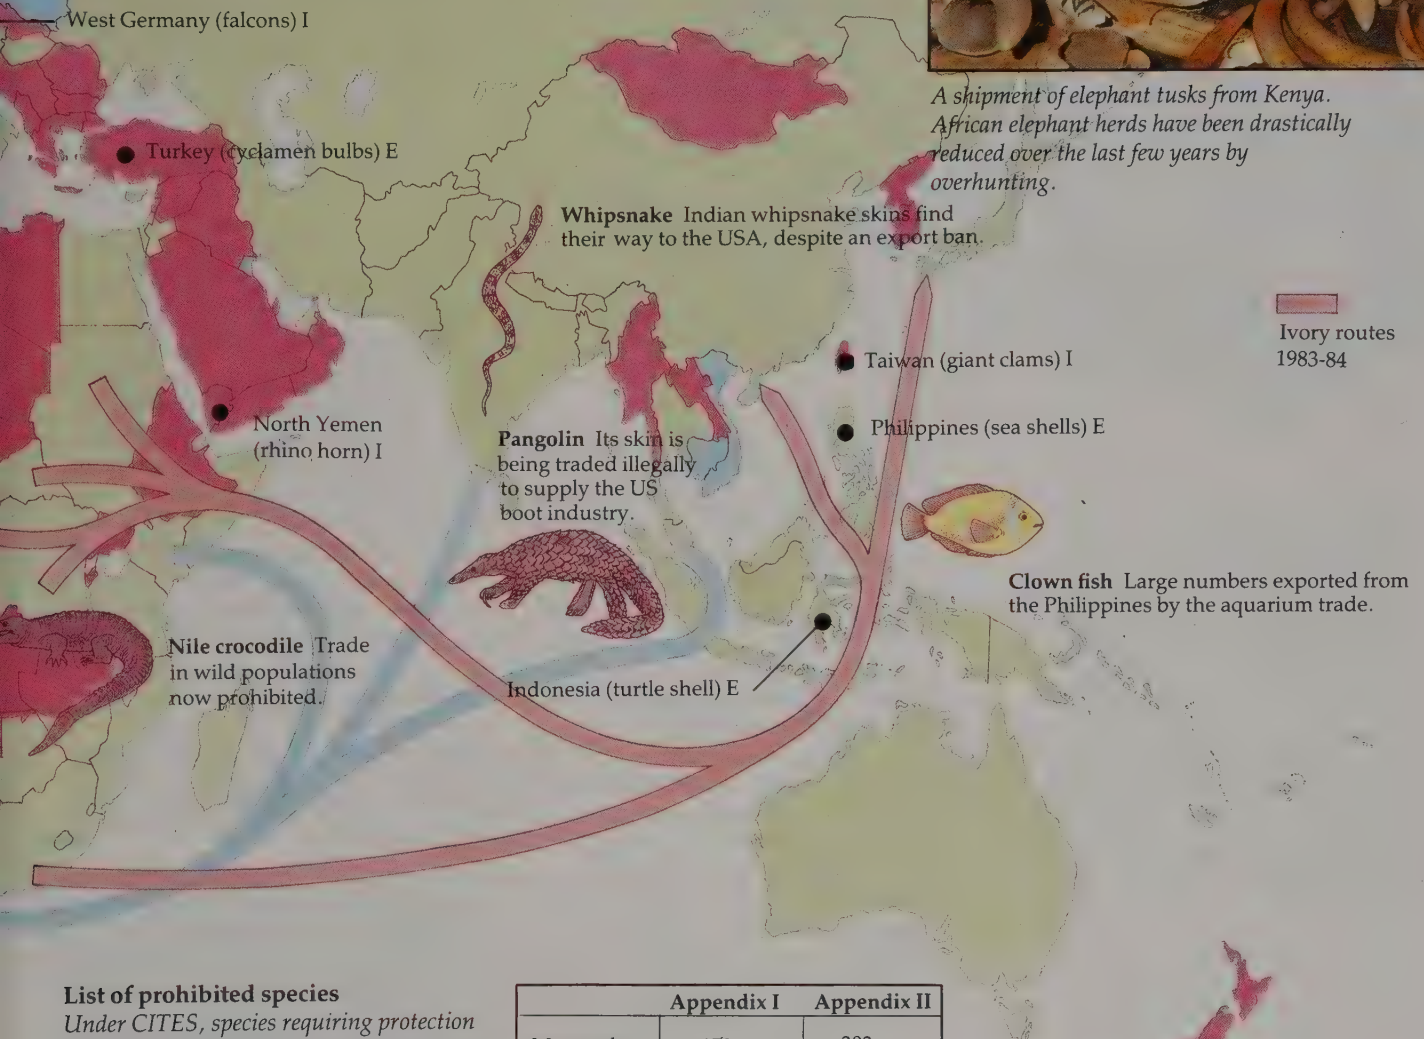 West Germany (falcons) I
A shipment of elephant tusks from Kenya.
African elephant herds have been drastically
reduced over the last few years by
overhunting.
Turkey (cyclamen bulbs) E
Whipsnake Indian whipsnake skins find
their way to the USA, despite an export ban.
Ivory routes
1983-84
Taiwan (giant clams) I
North Yemen
(rhino horn) I
Philippines (sea shells) E
Pangolin Its skin is
being traded illegally
to supply the US
boot industry.
Clown fish Large numbers exported from
the Philippines by the aquarium trade.
Nile crocodile Trade
in wild populations
now prohibited.
Indonesia (turtle shell) E
List of prohibited species
Under CITES, species requiring protection
Appendix I Appendix II